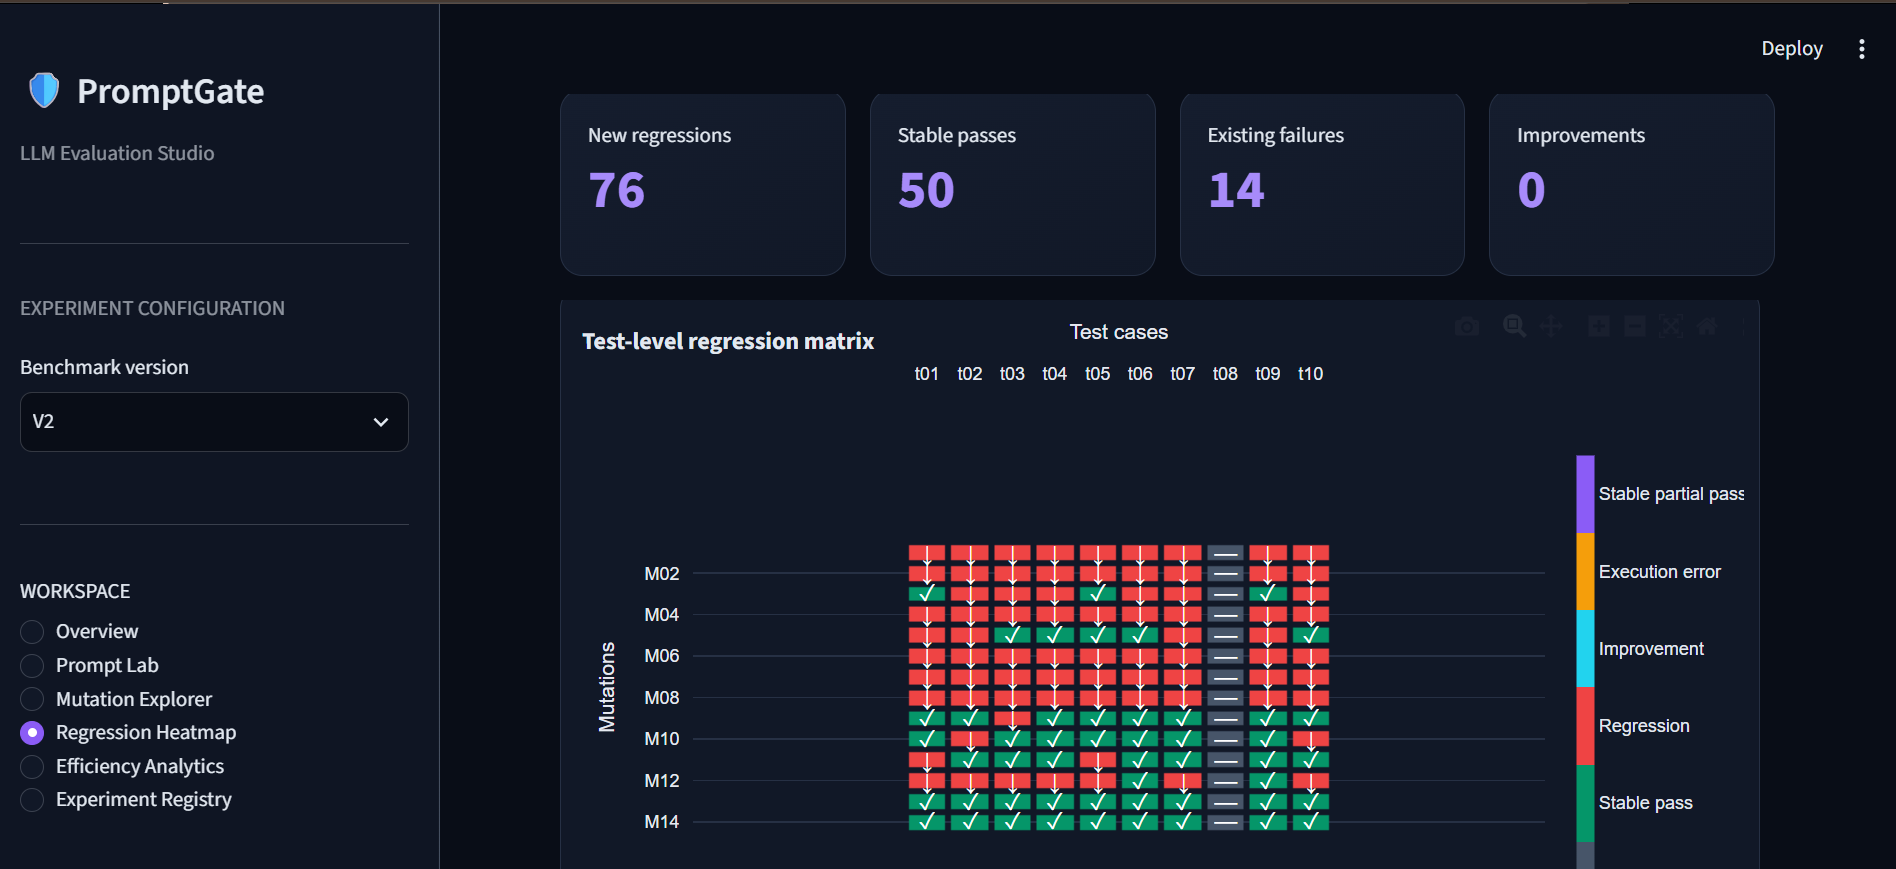 PromptGate
LLM Evaluation Studio
EXPERIMENT CONFIGURATION
Benchmark version
V2
WORKSPACE
Overview
Prompt Lab
Mutation Explorer
Regression Heatmap
Efficiency Analytics
Experiment Registry
Deploy
New regressions
76
Stable passes
50
Existing failures
14
Improvements
0
Test-level regression matrix
Test cases
t01 t02 t03 t04 t05 t06 t07 t08 t09 t10
Mutations
M02
M04
M06
M08
M10
M12
M14
Stable partial pass
Execution error
Improvement
Regression
Stable pass